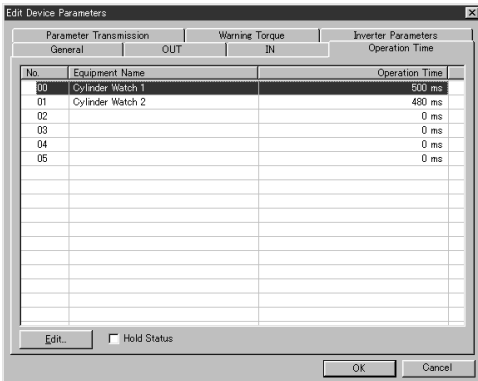 Edit Device Parameters
Parameter Transmission Warning Torque Inverter Parameters
General OUT IN Operation Time
No. Equipment Name Operation Time
00 Cylinder Watch 1 500 ms
01 Cylinder Watch 2 480 ms
02 0 ms
03 0 ms
04 0 ms
05 0 ms
Edit.. Hold Status
OK Cancel